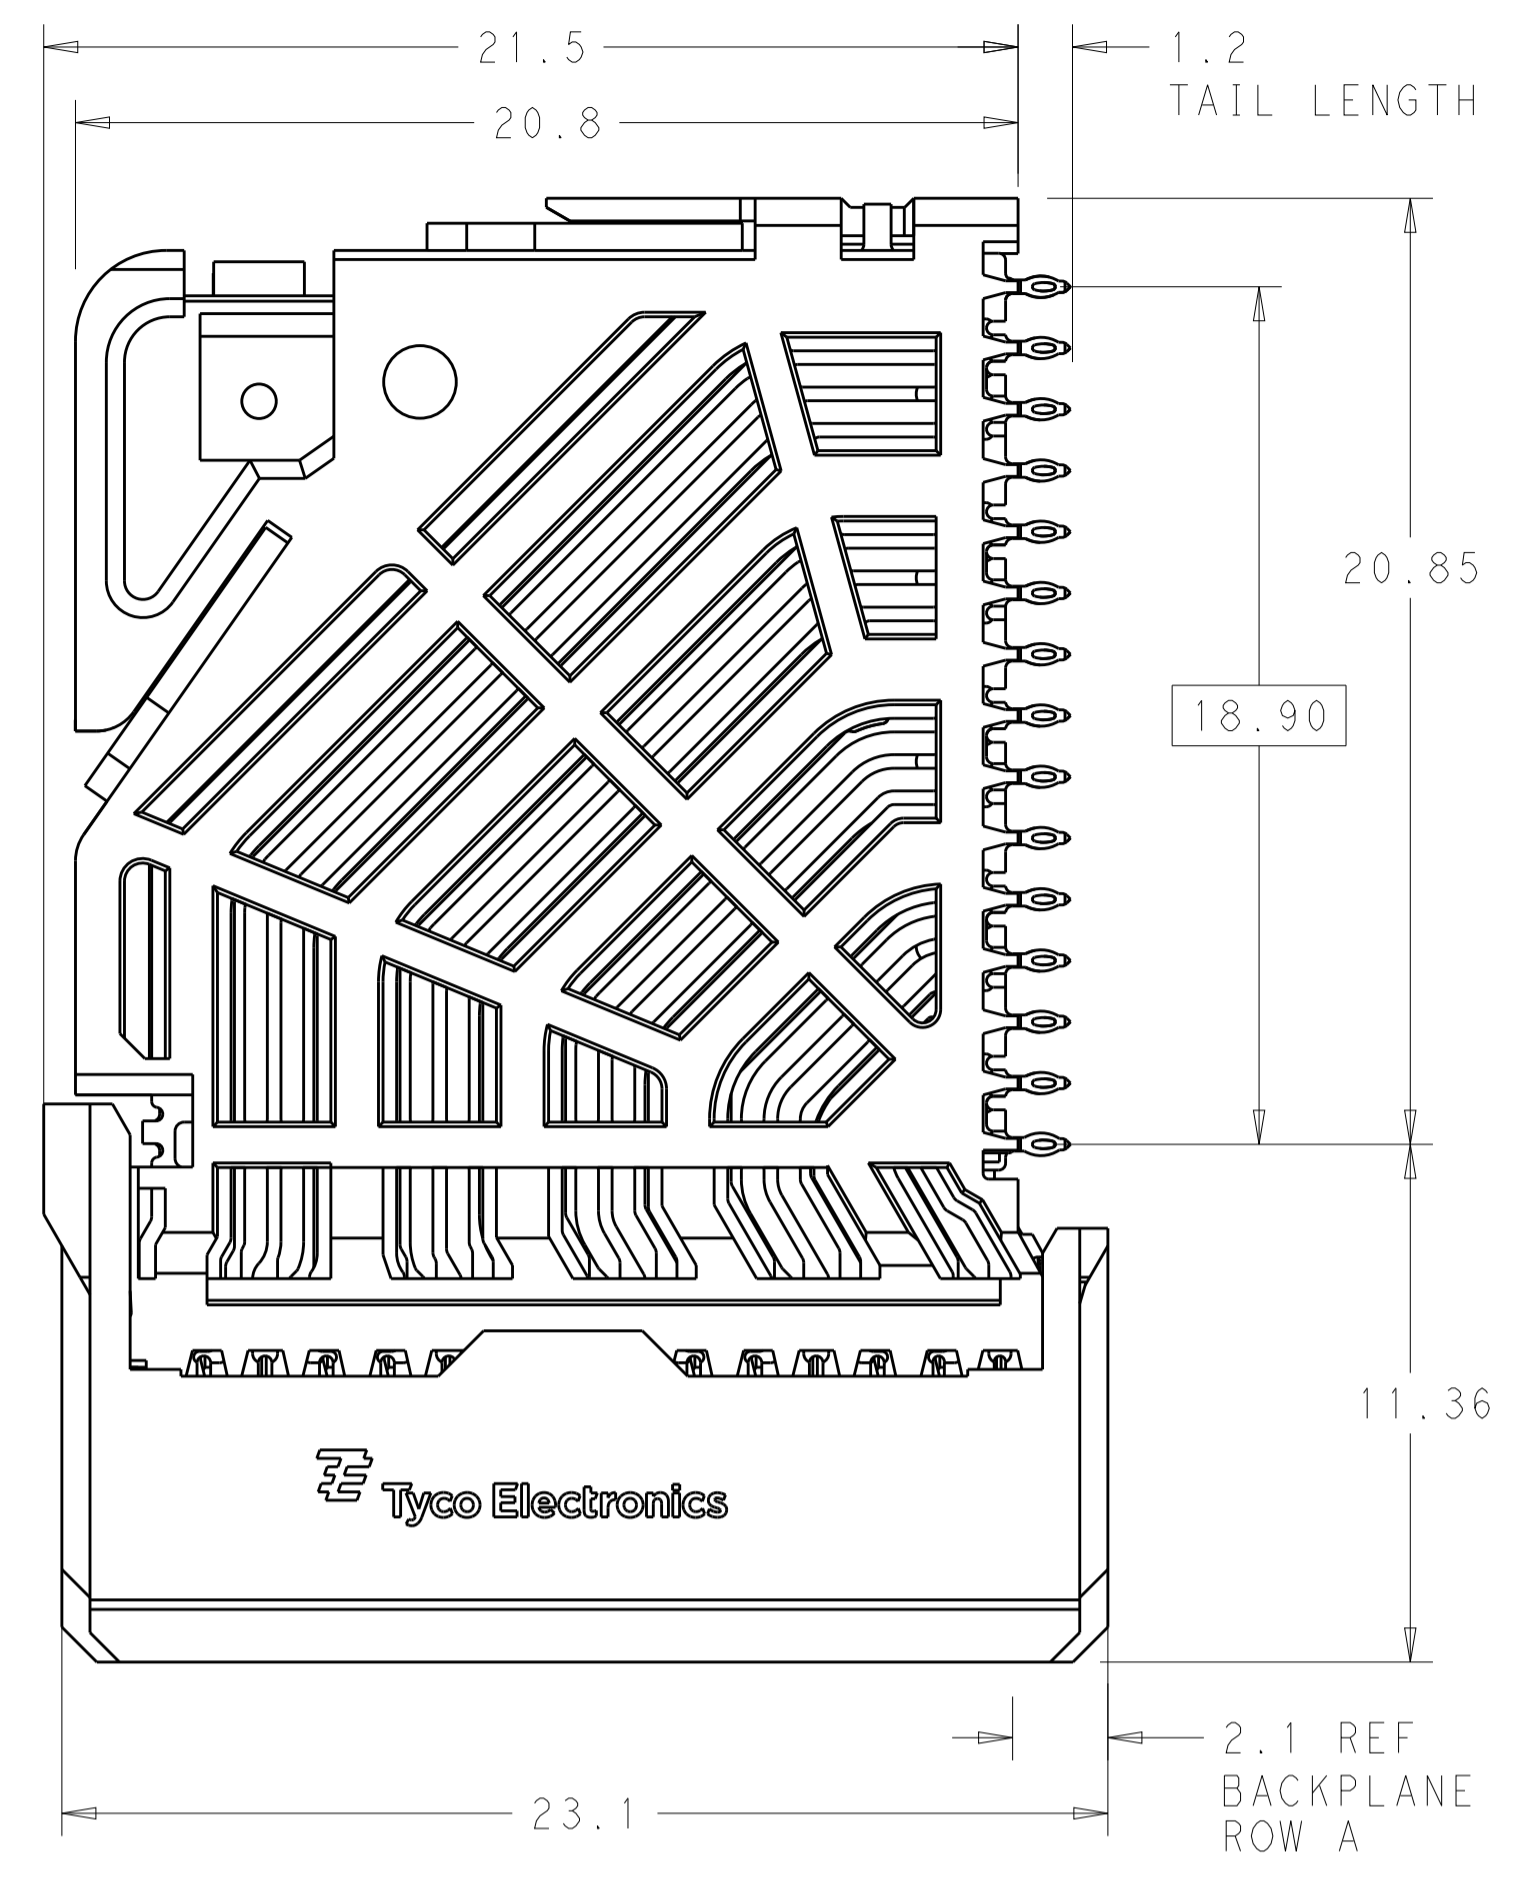 21.5
1.2
TAIL LENGTH
20.8
20.85
18.90
11.36
Tyco Electronics
2.1 REF
BACKPLANE
ROW A
23.1